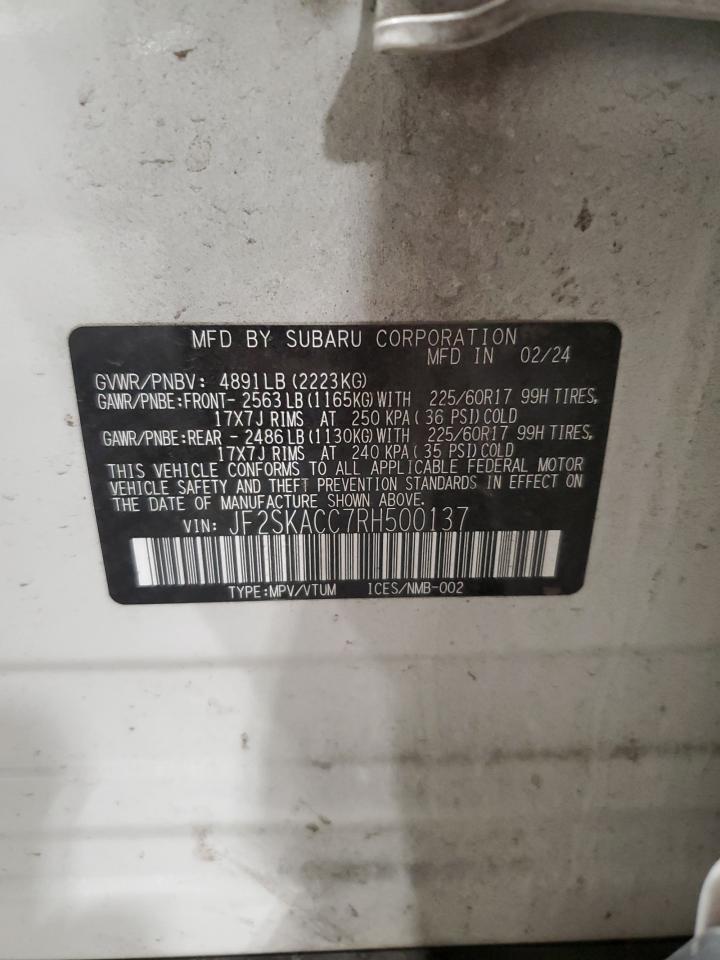 MFD BY SUBARU CORPORATION
MFD IN 02/24
GVWR/PNBV: 4891LB(2223KG)
GAWR/PNBE:FRONT- 2563LB(1165KG)WITH 225/60R17 99H TIRES,
17X7J RIMS AT 250 KPA(36 PSI)COLD
GAWR/PNBE:REAR - 2486LB(1130KG)WITH 225/60R17 99H TIRES,
17X7J RIMS AT 240 KPA(35 PSI)COLD
THIS VEHICLE CONFORMS TO ALL APPLICABLE FEDERAL MOTOR
VEHICLE SAFETY AND THEFT PREVENTION STANDARDS IN EFFECT ON
THE DATE OF MANUFACTURE SHOWN ABOVE.
VIN: JF2SKACC7RH500137
TYPE:MPV/VTUM ICES/NMB-002